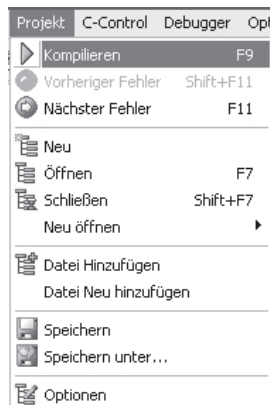 Projekt C-Control Debugger
Kompilieren F9
Vorheriger Fehler Shift+F11
Nächster Fehler F11
Neu
Öffnen F7
Schließen Shift+F7
Neu öffnen
Datei Hinzufügen
Datei Neu hinzufügen
Speichern
Speichern unter...
Optionen